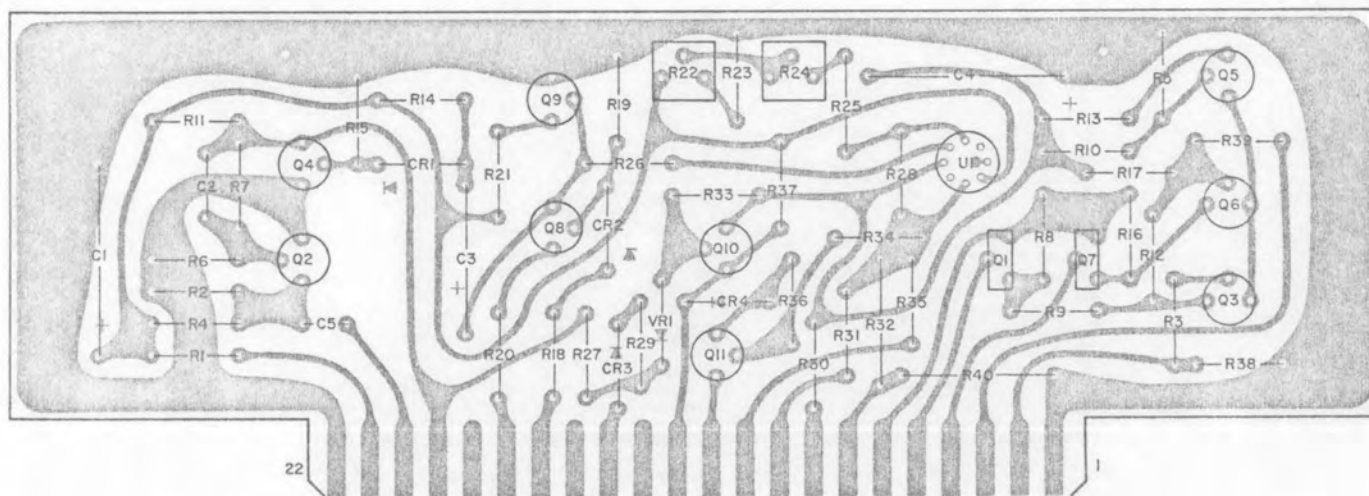 R22 R23 R24
Q9 C4 R5 Q5
R14 R19 R25
R11 R15 R13 R39
Q4 CR1 R21 R26 U1 R10
C2 R7 R37 R28 R17
R33 Q6
C1 Q8 CR2 R34 R8 R16
R6 Q2 C3 Q10 Q1 Q7 R12
R2 CR4 R36 R35 Q3
R4 C5 VR1 R31 R32 R9 R3
R1 R20 R18 R27 R29 Q11 R30 R38
CR3 R40
22 1